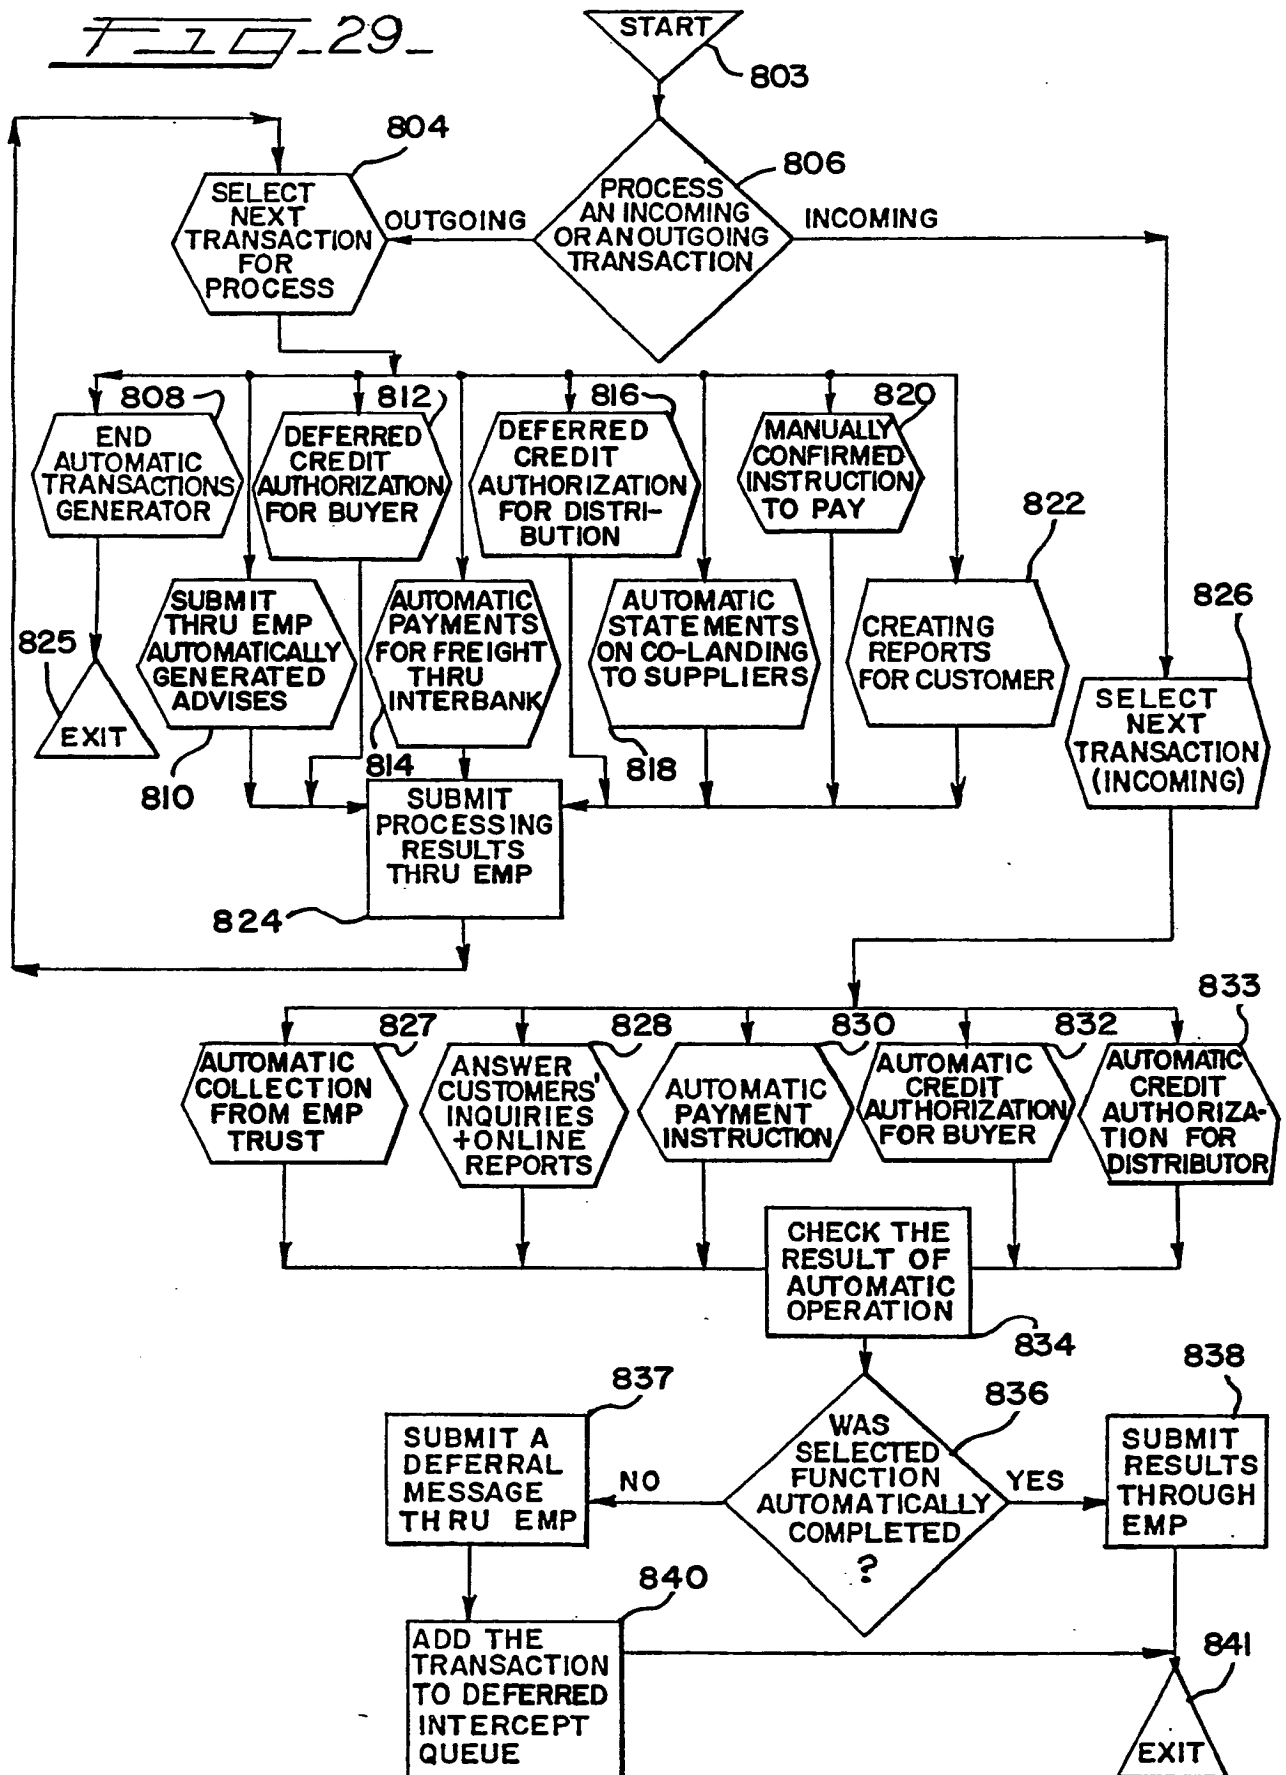 Fig_29_
START
803
804
806
SELECT
NEXT
TRANSACTION
FOR
PROCESS
OUTGOING
PROCESS
AN INCOMING
OR AN OUTGOING
TRANSACTION
INCOMING
808
812
816
820
END
AUTOMATIC
TRANSACTIONS
GENERATOR
DEFERRED
CREDIT
AUTHORIZATION
FOR BUYER
DEFERRED
CREDIT
AUTHORIZATION
FOR DISTRI-
BUTION
MANUALLY
CONFIRMED
INSTRUCTION
TO PAY
822
826
825
EXIT
SUBMIT
THRU EMP
AUTOMATICALLY
GENERATED
ADVISES
810
AUTOMATIC
PAYMENTS
FOR FREIGHT
THRU
INTERBANK
814
AUTOMATIC
STATEMENTS
ON CO-LANDING
TO SUPPLIERS
818
CREATING
REPORTS
FOR CUSTOMER
SELECT
NEXT
TRANSACTION
(INCOMING)
SUBMIT
PROCESSING
RESULTS
THRU EMP
824
827
828
830
832
833
AUTOMATIC
COLLECTION
FROM EMP
TRUST
ANSWER
CUSTOMERS'
INQUIRIES
+ONLINE
REPORTS
AUTOMATIC
PAYMENT
INSTRUCTION
AUTOMATIC
CREDIT
AUTHORIZATION
FOR BUYER
AUTOMATIC
CREDIT
AUTHORIZA-
TION FOR
DISTRIBUTOR
CHECK THE
RESULT OF
AUTOMATIC
OPERATION
834
837
836
838
SUBMIT A
DEFERRAL
MESSAGE
THRU EMP
NO
WAS
SELECTED
FUNCTION
AUTOMATICALLY
COMPLETED
?
YES
SUBMIT
RESULTS
THROUGH
EMP
840
ADD THE
TRANSACTION
TO DEFERRED
INTERCEPT
QUEUE
841
EXIT